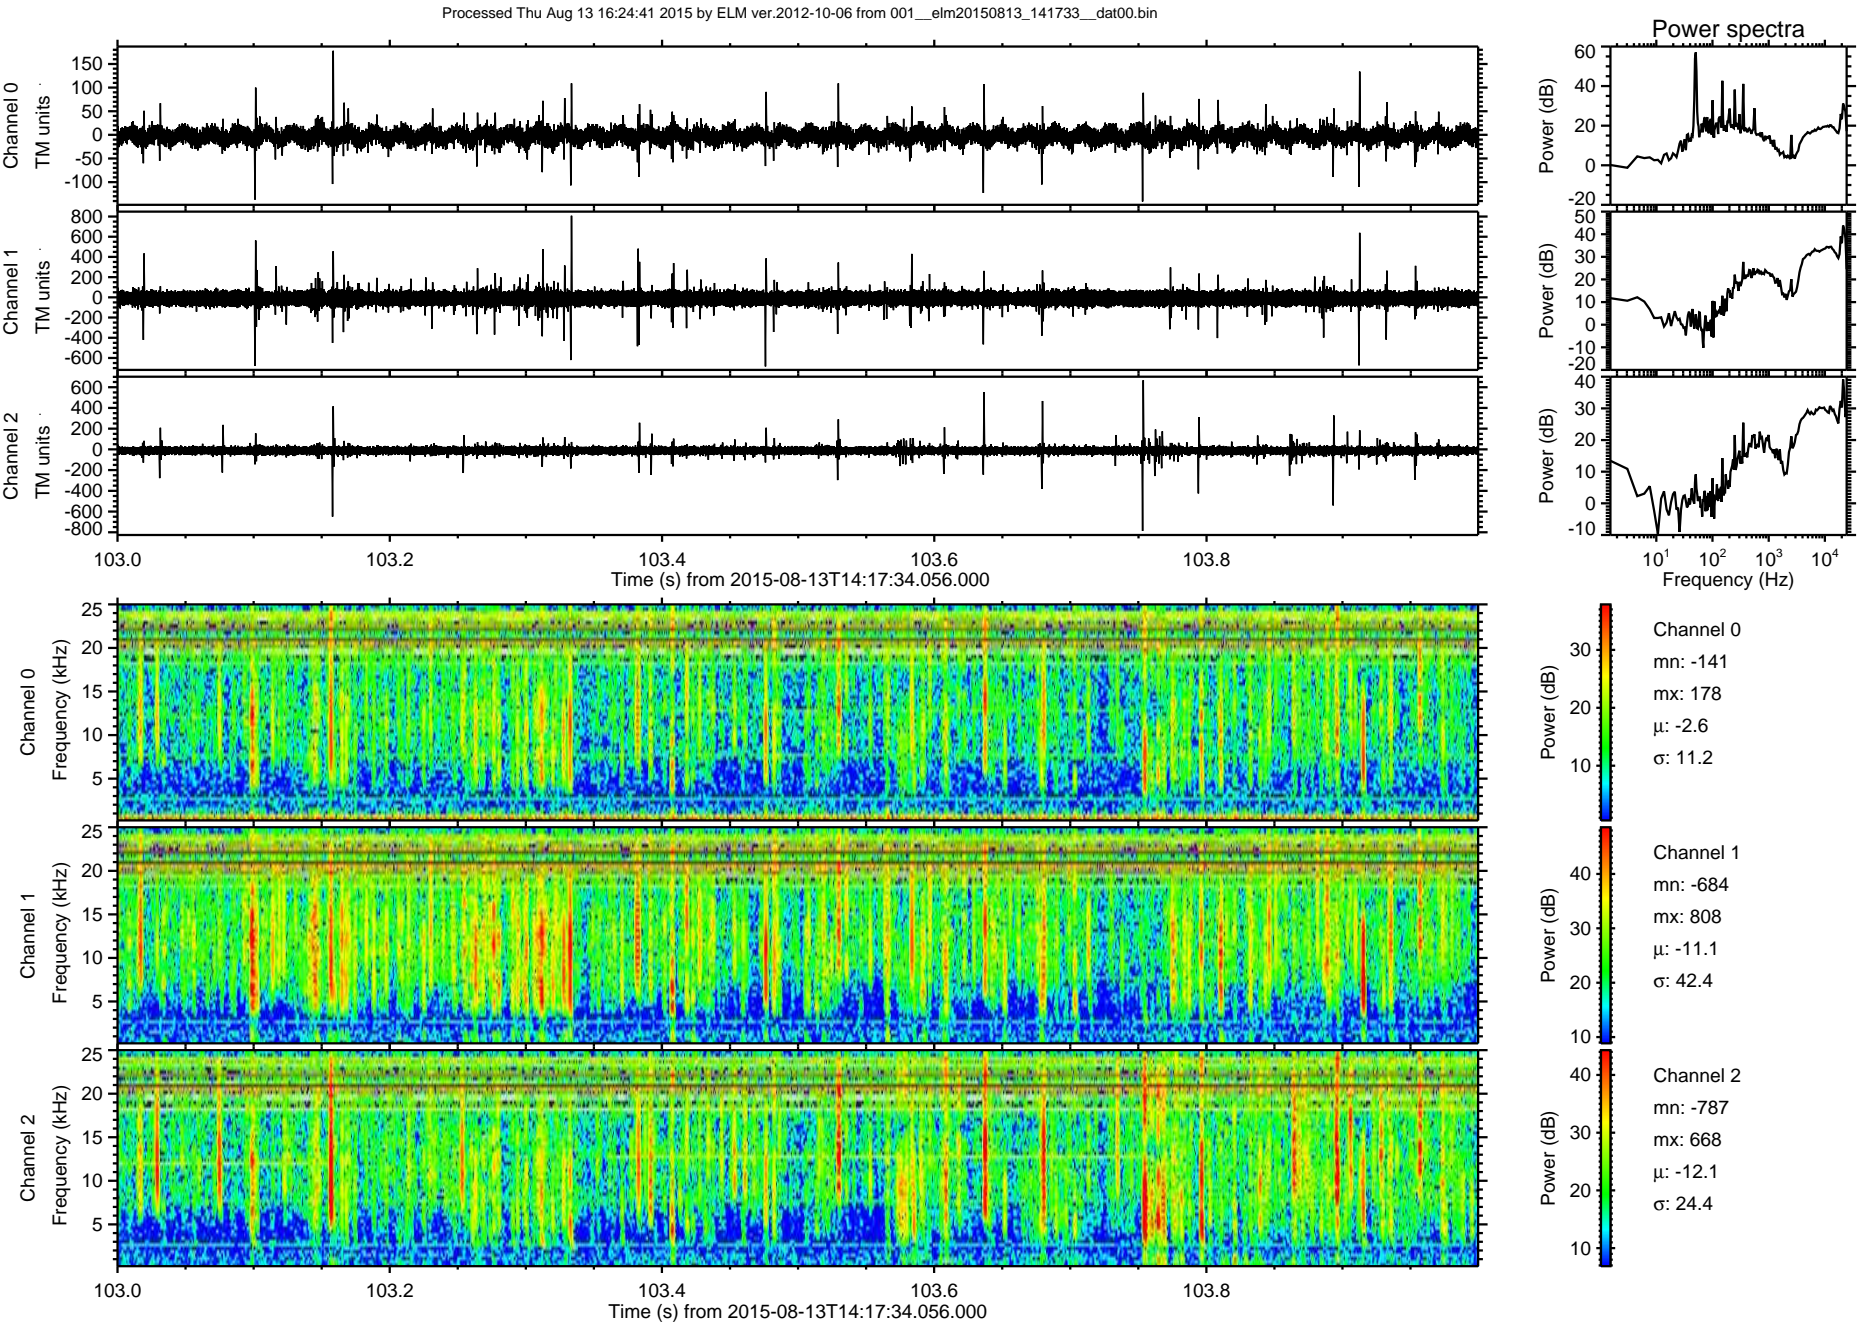 Processed Thu Aug 13 16:24:41 2015 by ELM ver.2012-10-06 from 001__elm20150813_141733__dat00.bin
Power spectra
Channel 0
TM units
150
100
50
0
-50
-100
Power (dB)
60
40
20
0
-20
Channel 1
TM units
800
600
400
200
0
-200
-400
-600
Power (dB)
50
40
30
20
10
0
-10
-20
Channel 2
TM units
600
400
200
0
-200
-400
-600
-800
Power (dB)
40
30
20
10
0
-10
103.0 103.2 103.4 103.6 103.8
Time (s) from 2015-08-13T14:17:34.056.000
10^1 10^2 10^3 10^4
Frequency (Hz)
Channel 0
Frequency (kHz)
25
20
15
10
5
Power (dB)
30
20
10
Channel 0
mn: -141
mx: 178
μ: -2.6
σ: 11.2
Channel 1
Frequency (kHz)
25
20
15
10
5
Power (dB)
40
30
20
10
Channel 1
mn: -684
mx: 808
μ: -11.1
σ: 42.4
Channel 2
Frequency (kHz)
25
20
15
10
5
Power (dB)
40
30
20
10
Channel 2
mn: -787
mx: 668
μ: -12.1
σ: 24.4
103.0 103.2 103.4 103.6 103.8
Time (s) from 2015-08-13T14:17:34.056.000